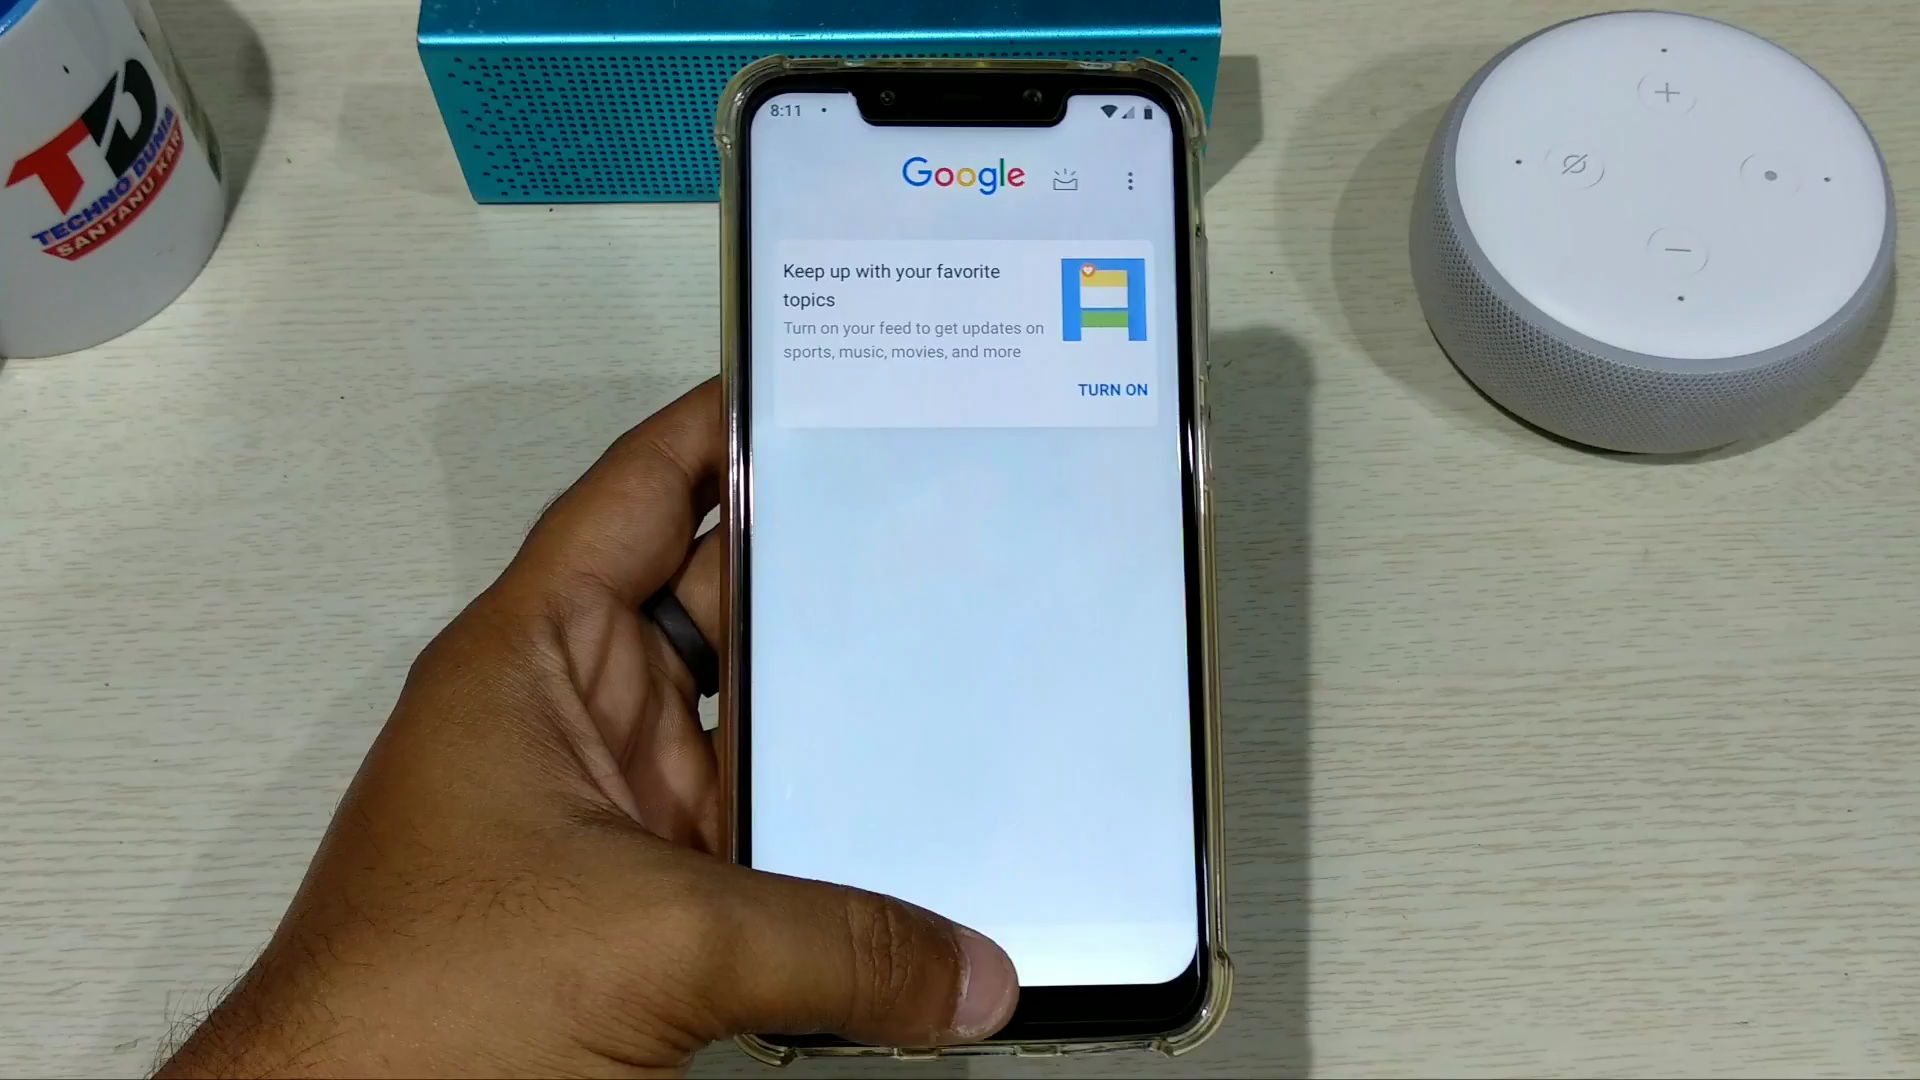 TD
TECHNO DUNIA
SANTANU KAR
8:11
Google
Keep up with your favorite
topics
Turn on your feed to get updates on
sports, music, movies, and more
TURN ON